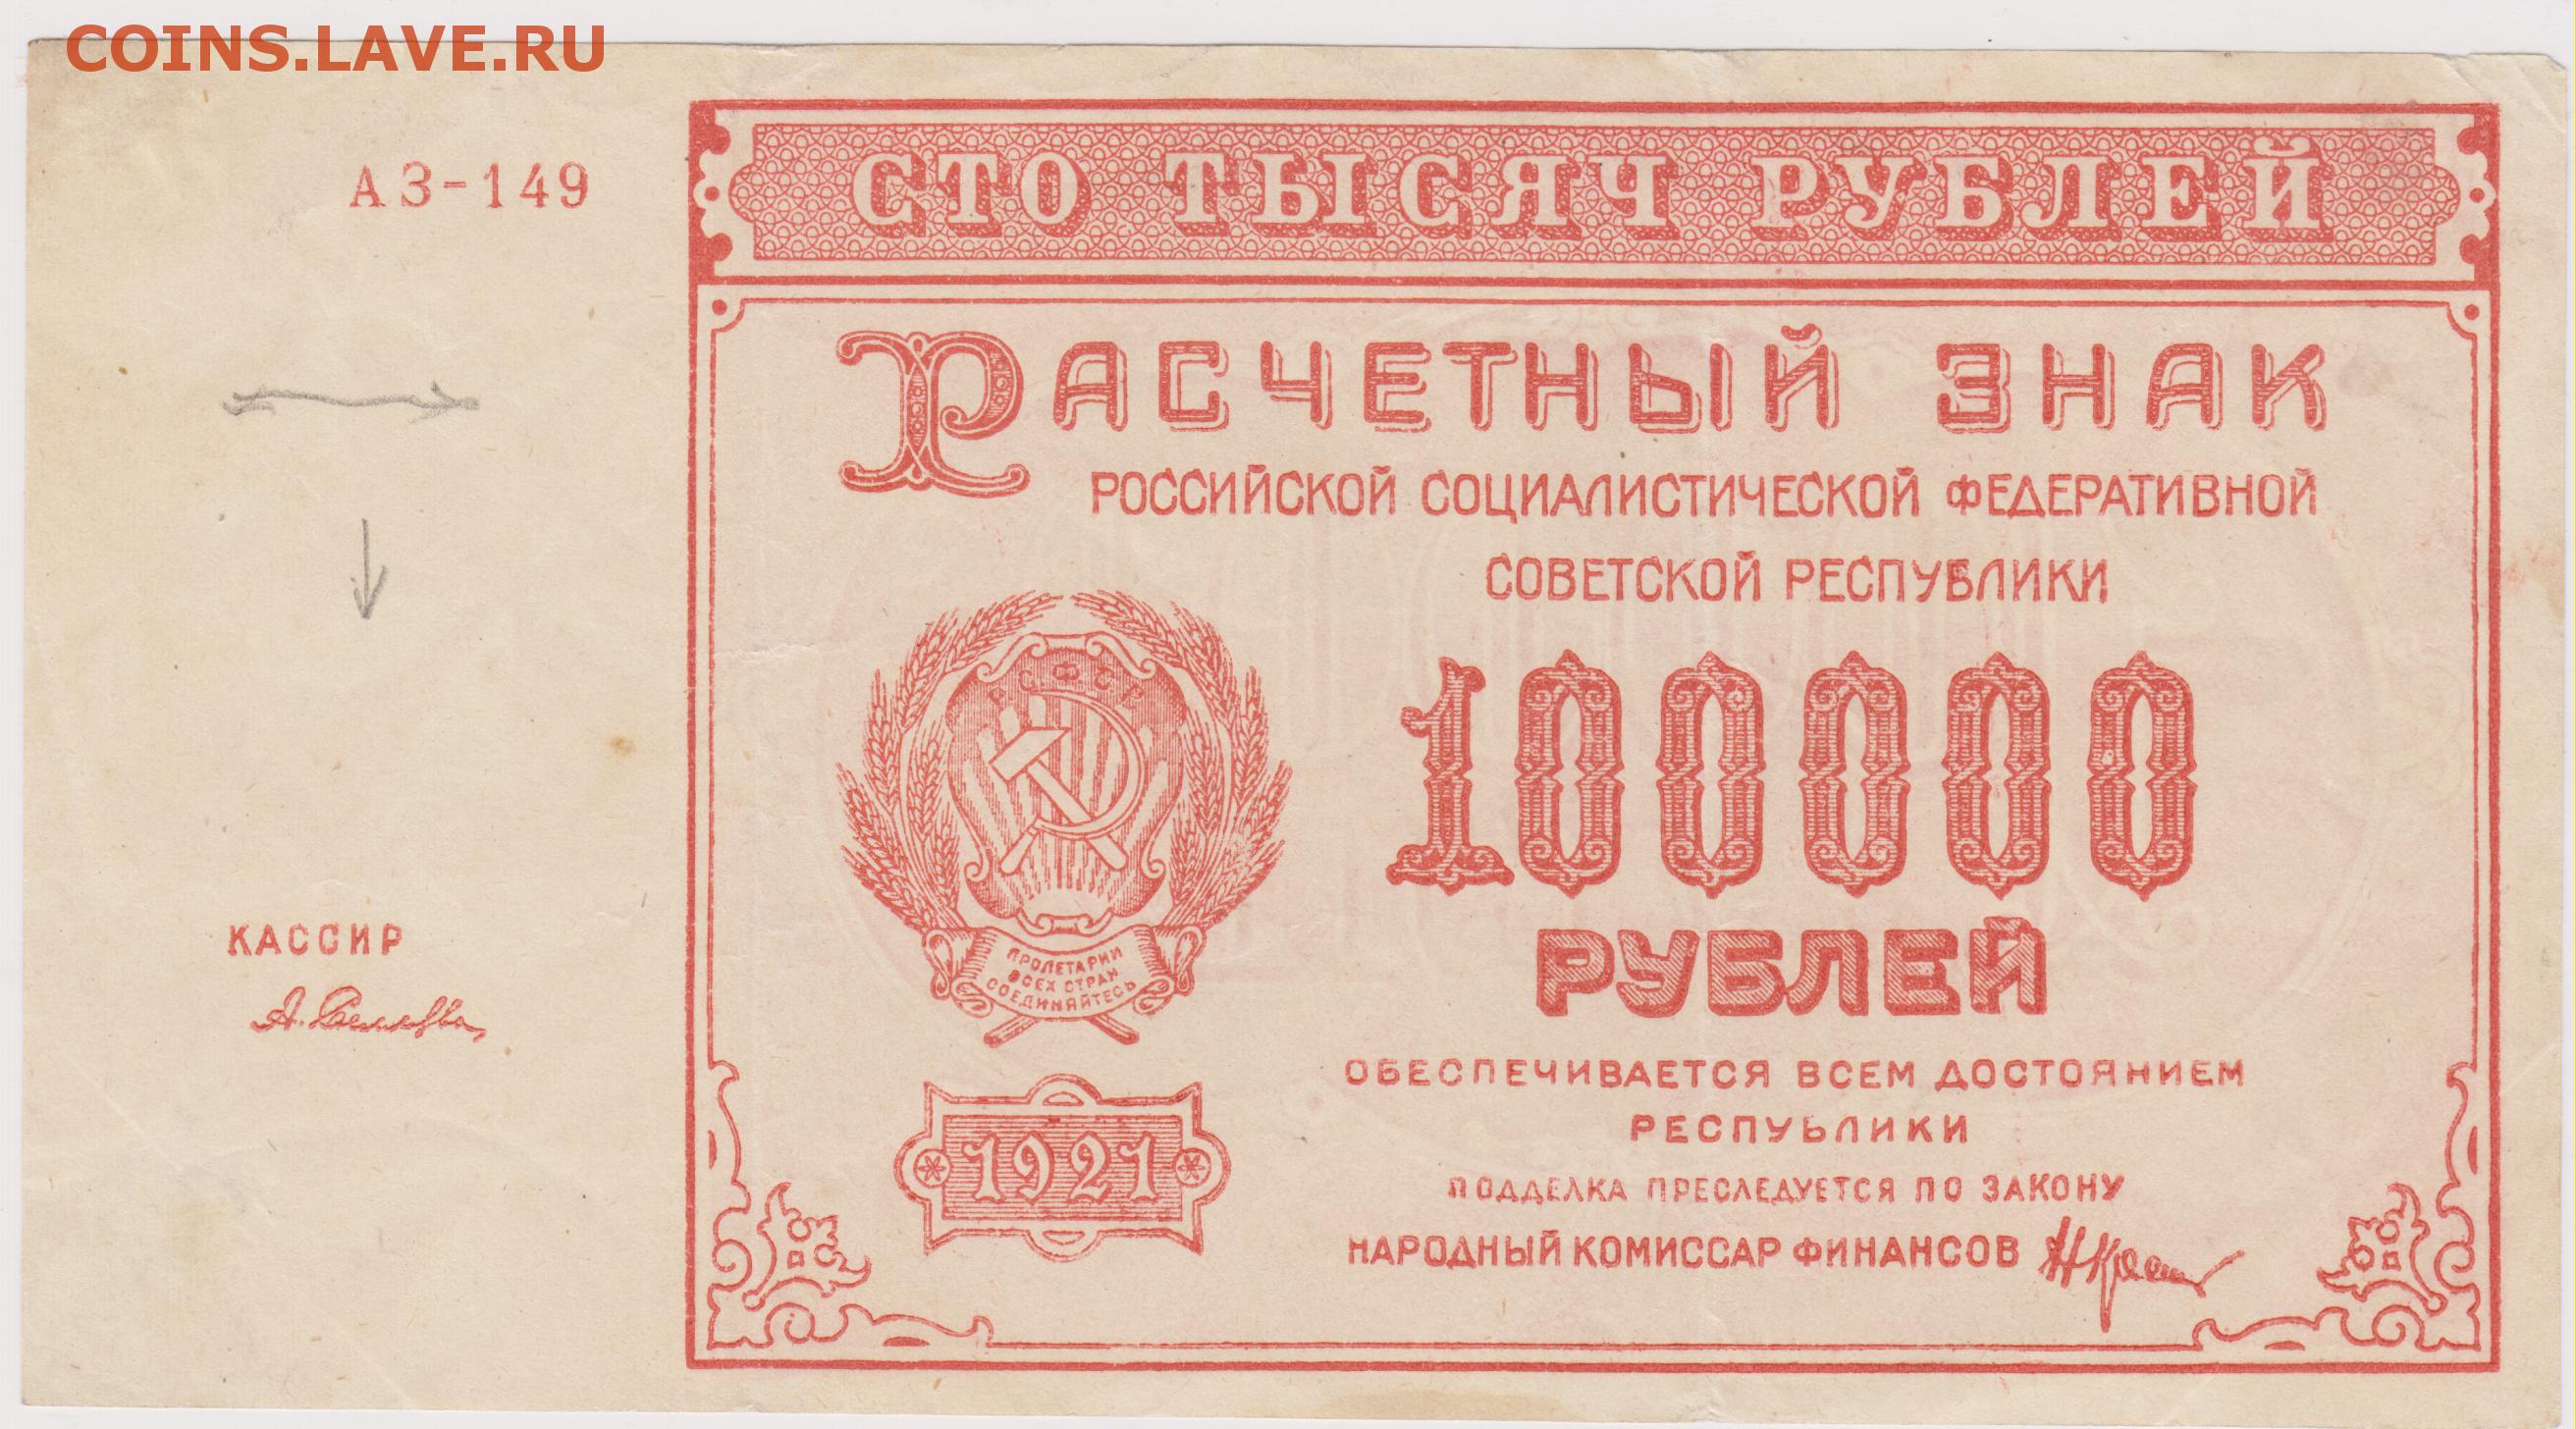 COINS.LAVE.RU
АЗ-149
СТО ТЫСЯЧ РУБЛЕЙ
РАСЧЕТНЫЙ ЗНАК
РОССИЙСКОЙ СОЦИАЛИСТИЧЕСКОЙ ФЕДЕРАТИВНОЙ
СОВЕТСКОЙ РЕСПУБЛИКИ
Р.С.Ф.С.Р.
ПРОЛЕТАРИИ
ВСЕХ СТРАН
СОЕДИНЯЙТЕСЬ
100000
РУБЛЕЙ
КАССИР
1921
ОБЕСПЕЧИВАЕТСЯ ВСЕМ ДОСТОЯНИЕМ
РЕСПУБЛИКИ
ПОДДЕЛКА ПРЕСЛЕДУЕТСЯ ПО ЗАКОНУ
НАРОДНЫЙ КОМИССАР ФИНАНСОВ